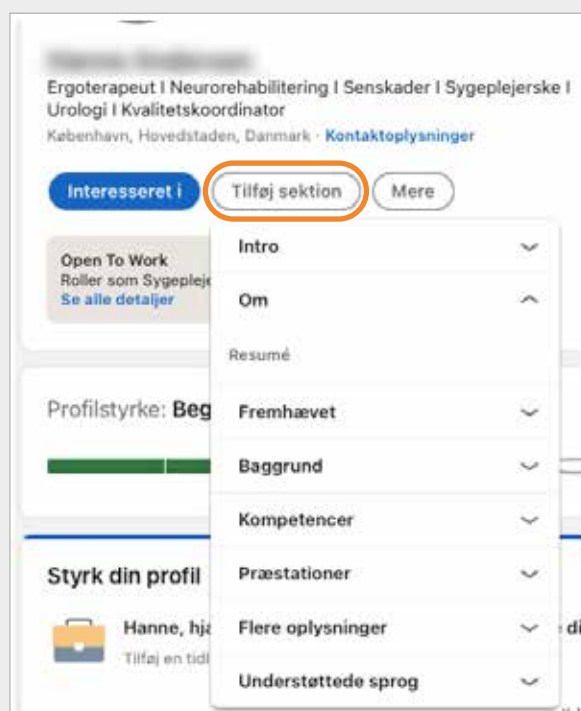 Ergoterapeut I Neurorehabilitering I Senskader I Sygeplejerske I
Urologi I Kvalitetskoordinator
København, Hovedstaden, Danmark · Kontaktoplysninger
Interesseret i
Tilføj sektion
Mere
Open To Work
Roller som Sygepleje
Se alle detaljer
Intro
Om
Resumé
Fremhævet
Baggrund
Kompetencer
Præstationer
Flere oplysninger
Understøttede sprog
Profilstyrke: Beg
Styrk din profil
Hanne, hja
Tilføj en tidl